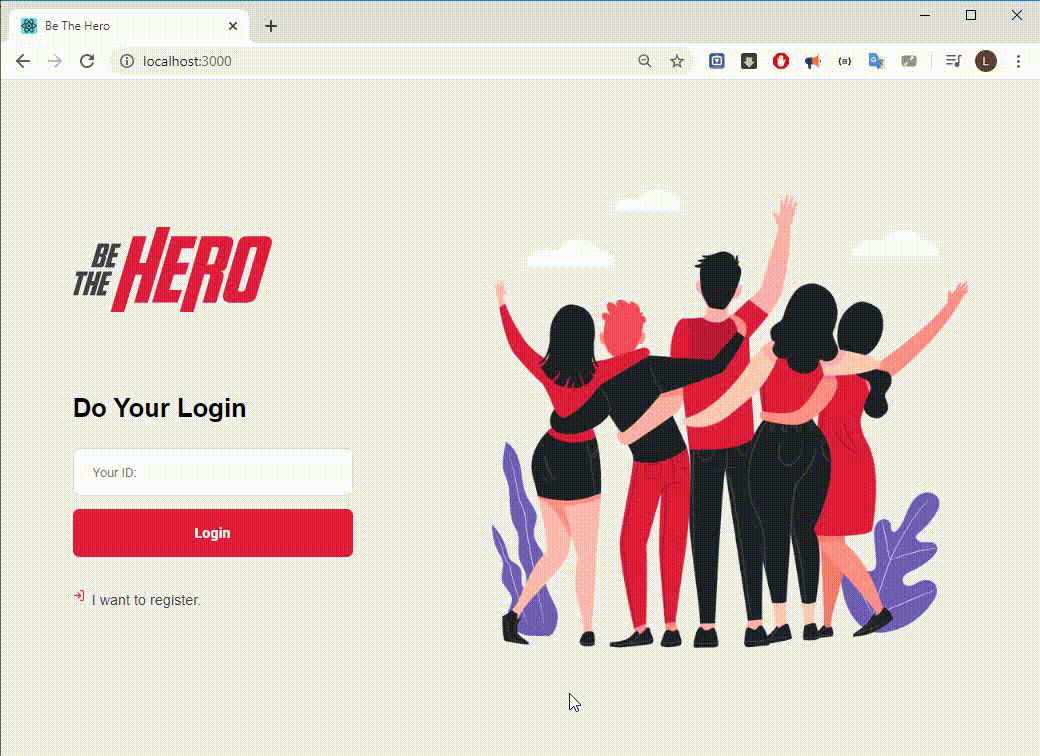 Be The Hero
localhost:3000
L
BE
THE
HERO
Do Your Login
Your ID:
Login
I want to register.